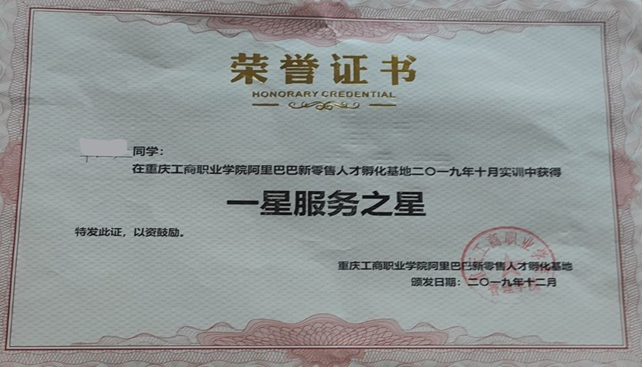 荣誉证书
HONORARY CREDENTIAL
同学：
在重庆工商职业学院阿里巴巴新零售人才孵化基地二〇一九年十月实训中获得
一星服务之星
特发此证，以资鼓励。
重庆工商职业学院阿里巴巴新零售人才孵化基地
颁发日期：二〇一九年十二月